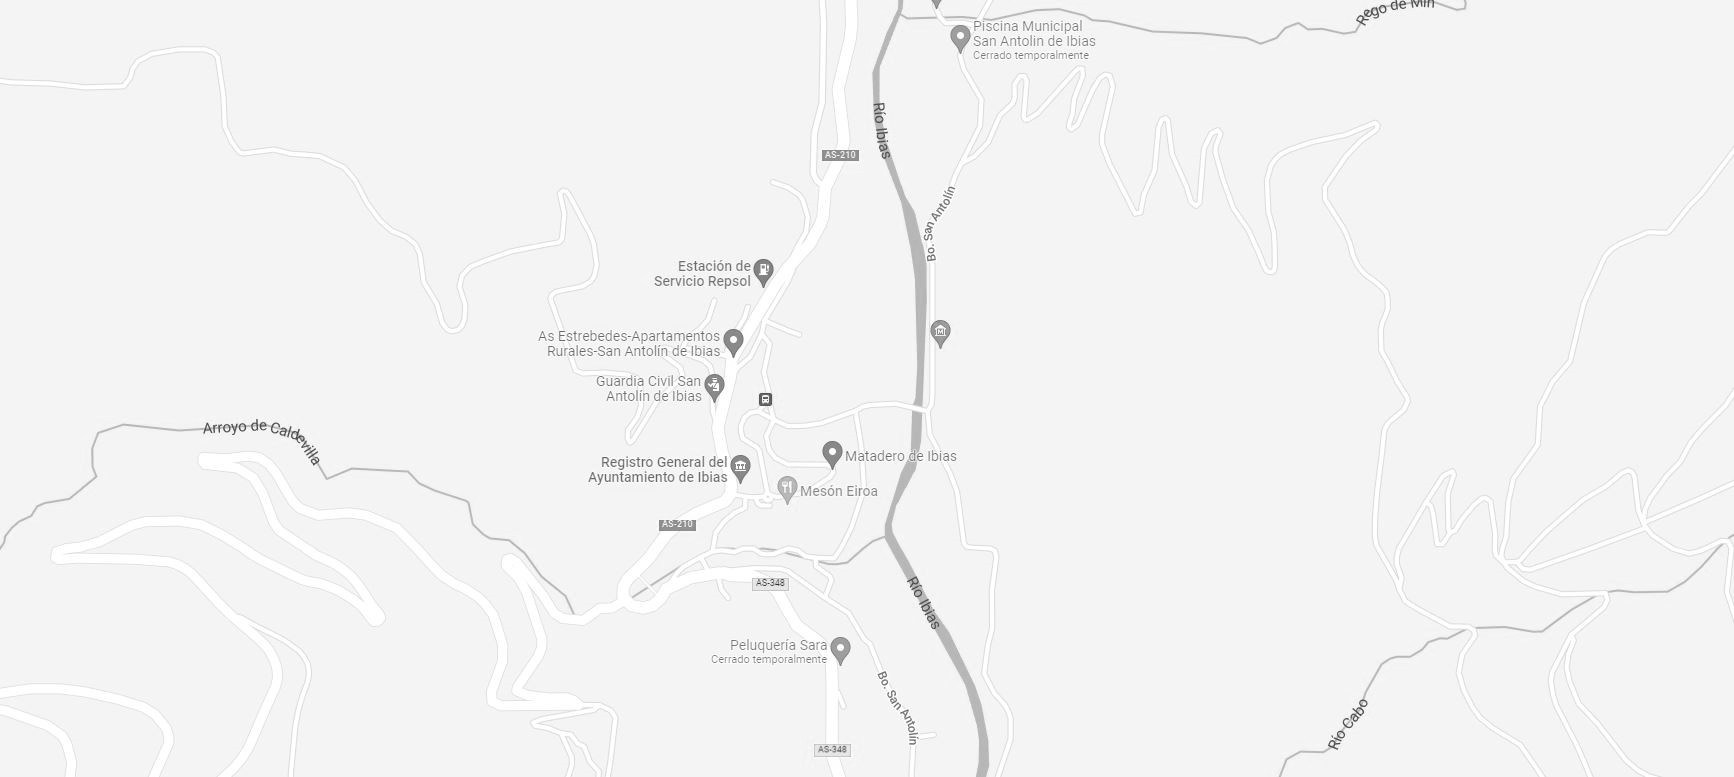 Rego de Min
Piscina Municipal
San Antolin de Ibias
Cerrado temporalmente
Río Ibias
AS-210
Bo. San Antolín
Estación de
Servicio Repsol
As Estrebedes-Apartamentos
Rurales-San Antolín de Ibias
Guardia Civil San
Antolín de Ibias
Arroyo de Caldevilla
Matadero de Ibias
Registro General del
Ayuntamiento de Ibias
Mesón Eiroa
AS-210
AS-348
Río Ibias
Peluquería Sara
Cerrado temporalmente
Bo. San Antolín
Río Cabo
AS-348